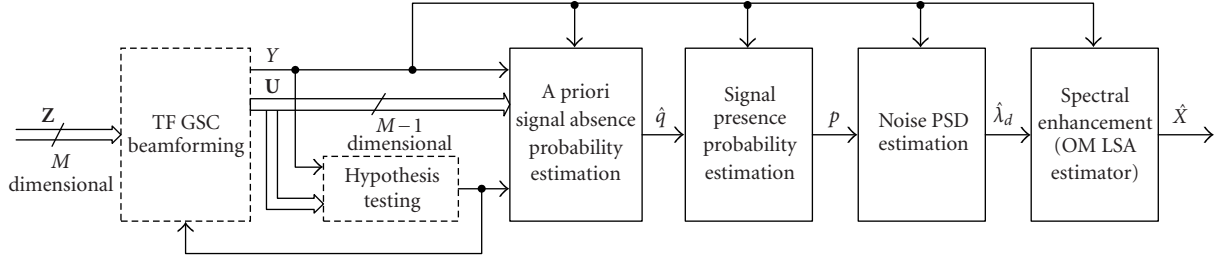 Z
M
dimensional
TF GSC
beamforming
Y
U
M−1
dimensional
Hypothesis
testing
A priori
signal absence
probability
estimation
q̂
Signal
presence
probability
estimation
p
Noise PSD
estimation
λ̂d
Spectral
enhancement
(OM LSA
estimator)
X̂